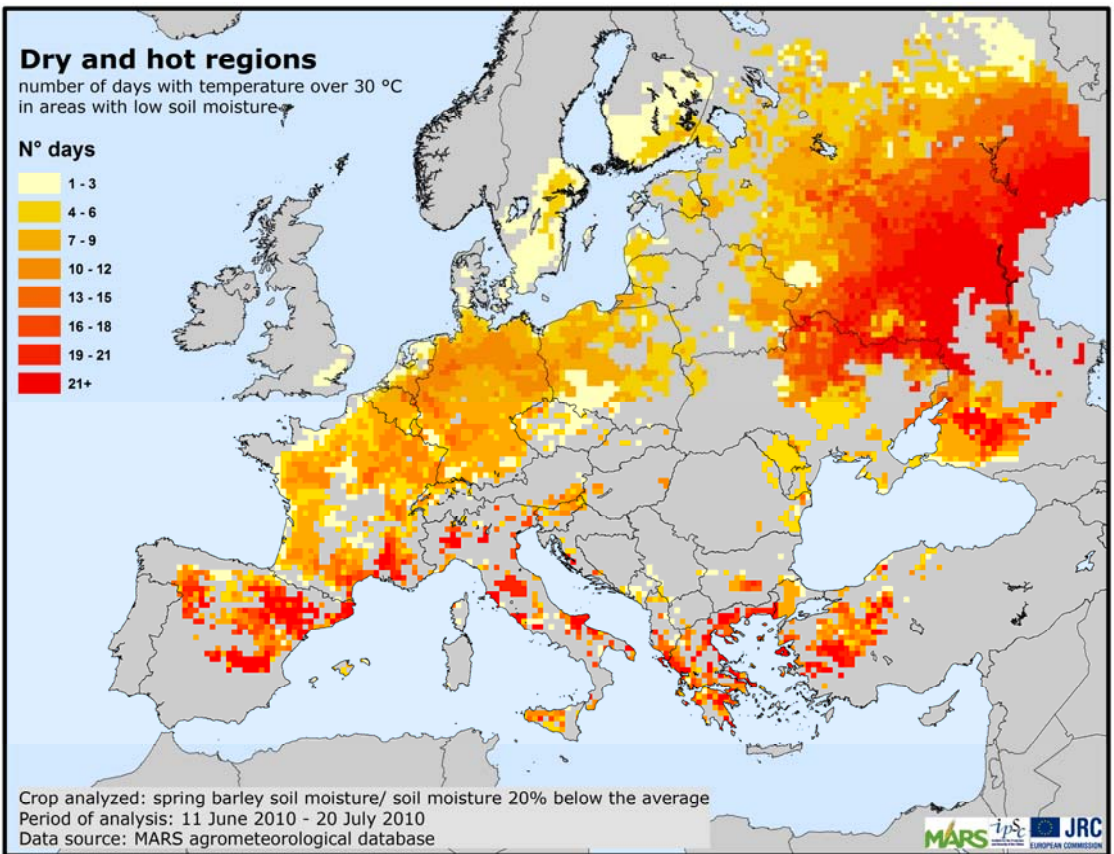 Dry and hot regions
number of days with temperature over 30 °C
in areas with low soil moisture
N° days
1 - 3
4 - 6
7 - 9
10 - 12
13 - 15
16 - 18
19 - 21
21+
Crop analyzed: spring barley soil moisture/ soil moisture 20% below the average
Period of analysis: 11 June 2010 - 20 July 2010
Data source: MARS agrometeorological database
MARS
ipsc
JRC
EUROPEAN COMMISSION